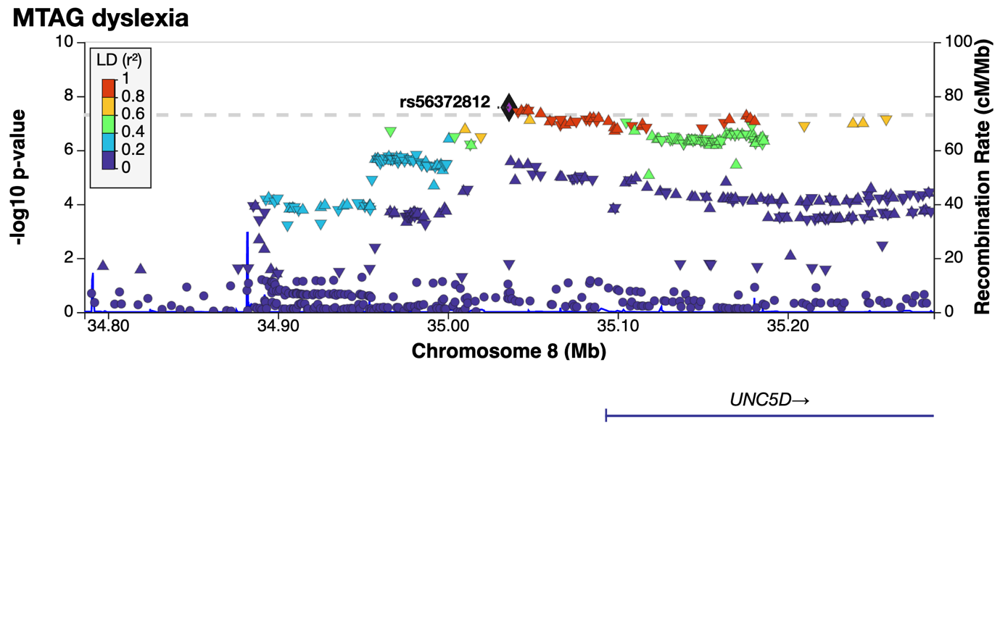 MTAG dyslexia
10
8
6
4
2
0
-log10 p-value
LD (r²)
1
0.8
0.6
0.4
0.2
0
rs56372812
100
80
60
40
20
0
Recombination Rate (cM/Mb)
34.80 34.90 35.00 35.10 35.20
Chromosome 8 (Mb)
UNC5D→